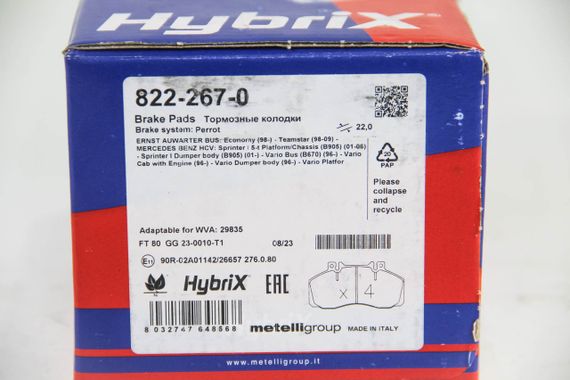 HybriX
822-267-0
Brake Pads Тормозные колодки
Brake system: Perrot
22,0
ERNST AUWARTER BUS: Economy (98-) - Teamstar (98-09) -
MERCEDES BENZ HCV: Sprinter I 5-t Platform/Chassis (B905) (01-06)
- Sprinter I Dumper body (B905) (01-) - Vario Bus (B670) (96-) - Vario
Cab with Engine (96-) - Vario Dumper body (96-) - Vario Platfor
20
PAP
Please
collapse
and
recycle
Adaptable for WVA: 29835
FT 80 GG 23-0010-T1
08/23
E11 90R-02A01142/26657 276.0.80
HybriX EAC
x 4
8 032747 648568
metelligroup MADE IN ITALY
www.metelligroup.it